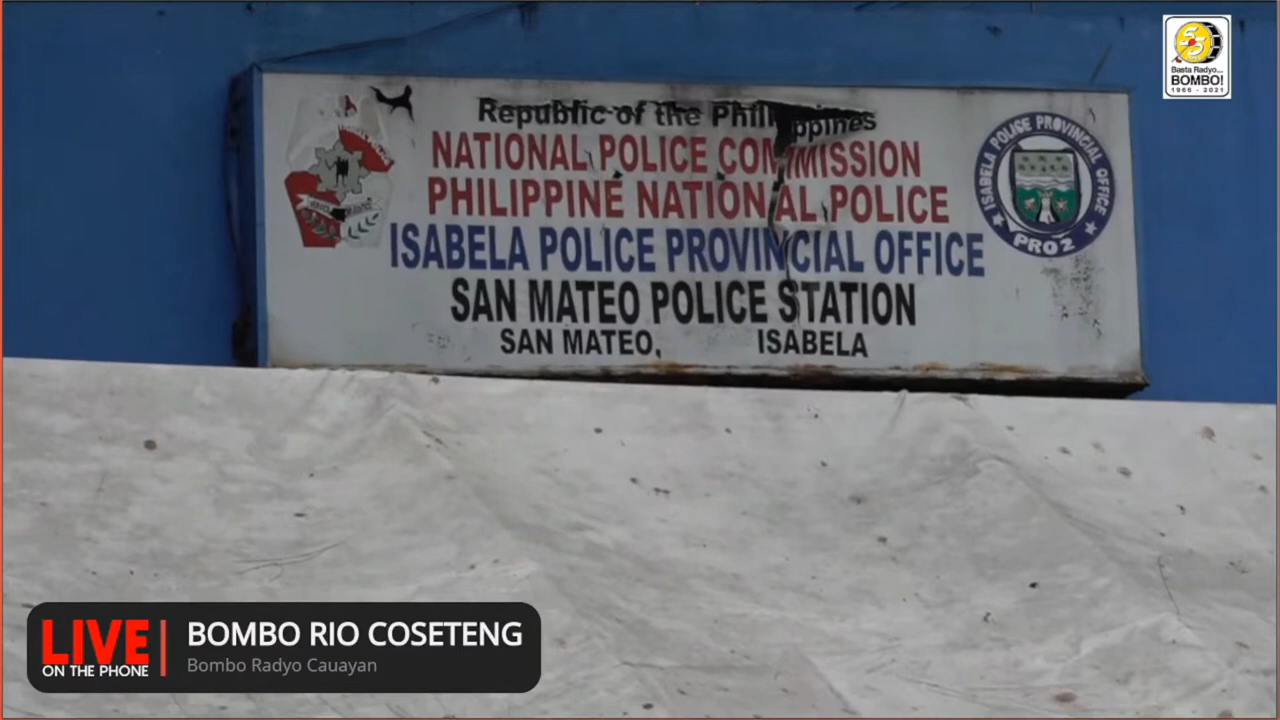 55
Basta Radyo...
BOMBO!
1966 - 2021
Republic of the Philippines
NATIONAL POLICE COMMISSION
PHILIPPINE NATIONAL POLICE
ISABELA POLICE PROVINCIAL OFFICE
SAN MATEO POLICE STATION
SAN MATEO, ISABELA
ISABELA POLICE PROVINCIAL OFFICE
PRO2
LIVE
ON THE PHONE
BOMBO RIO COSETENG
Bombo Radyo Cauayan